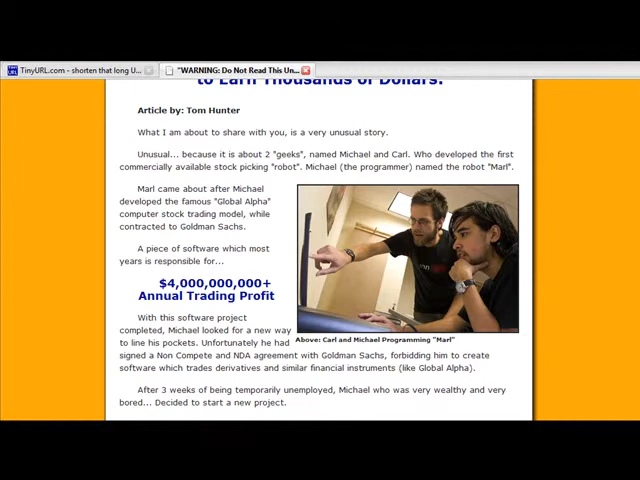 TinyURL.com - shorten that long U...
"WARNING: Do Not Read This Un...
to Earn Thousands of Dollars.
Article by: Tom Hunter
What I am about to share with you, is a very unusual story.
Unusual... because it is about 2 "geeks", named Michael and Carl. Who developed the first
commercially available stock picking "robot". Michael (the programmer) named the robot "Marl".
Marl came about after Michael
developed the famous "Global Alpha"
computer stock trading model, while
contracted to Goldman Sachs.
A piece of software which most
years is responsible for...
$4,000,000,000+
Annual Trading Profit
Above: Carl and Michael Programming "Marl"
With this software project
completed, Michael looked for a new way
to line his pockets. Unfortunately he had
signed a Non Compete and NDA agreement with Goldman Sachs, forbidding him to create
software which trades derivatives and similar financial instruments (like Global Alpha).
After 3 weeks of being temporarily unemployed, Michael who was very wealthy and very
bored... Decided to start a new project.